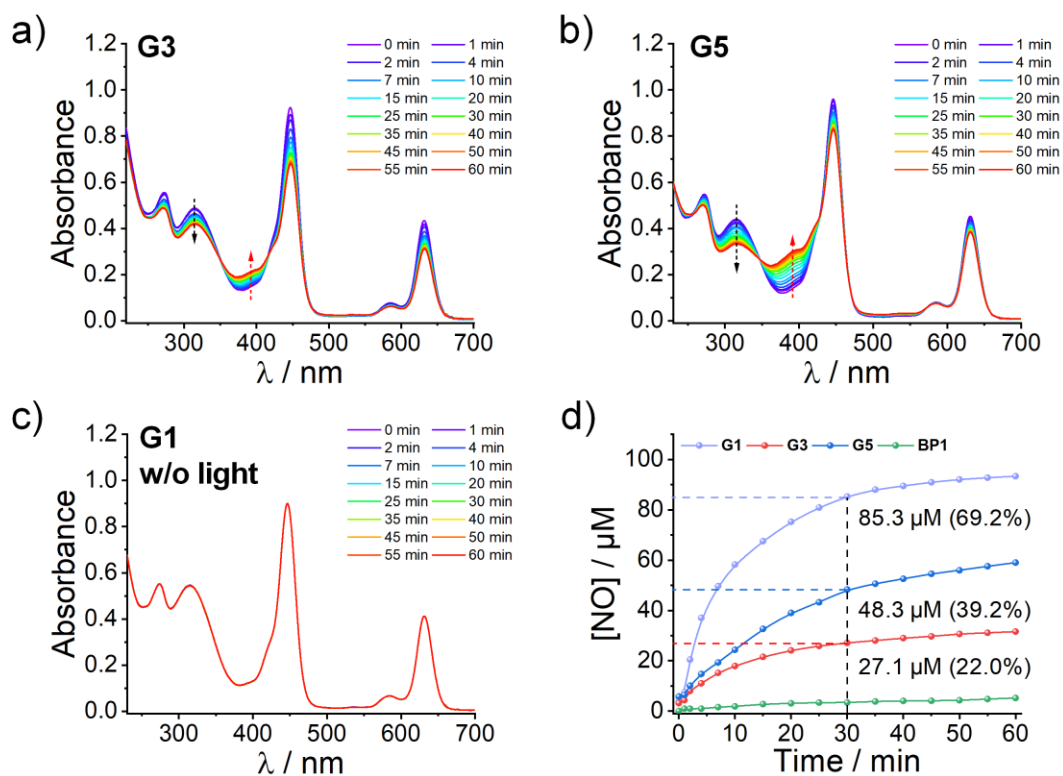 a)
G3
1.2
1.0
0.8
0.6
0.4
0.2
0.0
Absorbance
300 400 500 600 700
λ / nm
0 min 1 min
2 min 4 min
7 min 10 min
15 min 20 min
25 min 30 min
35 min 40 min
45 min 50 min
55 min 60 min
b)
G5
1.2
1.0
0.8
0.6
0.4
0.2
0.0
Absorbance
300 400 500 600 700
λ / nm
0 min 1 min
2 min 4 min
7 min 10 min
15 min 20 min
25 min 30 min
35 min 40 min
45 min 50 min
55 min 60 min
c)
G1
w/o light
1.2
1.0
0.8
0.6
0.4
0.2
0.0
Absorbance
300 400 500 600 700
λ / nm
0 min 1 min
2 min 4 min
7 min 10 min
15 min 20 min
25 min 30 min
35 min 40 min
45 min 50 min
55 min 60 min
d)
G1 G3 G5 BP1
100
80
60
40
20
0
[NO] / µM
85.3 µM (69.2%)
48.3 µM (39.2%)
27.1 µM (22.0%)
0 10 20 30 40 50 60
Time / min